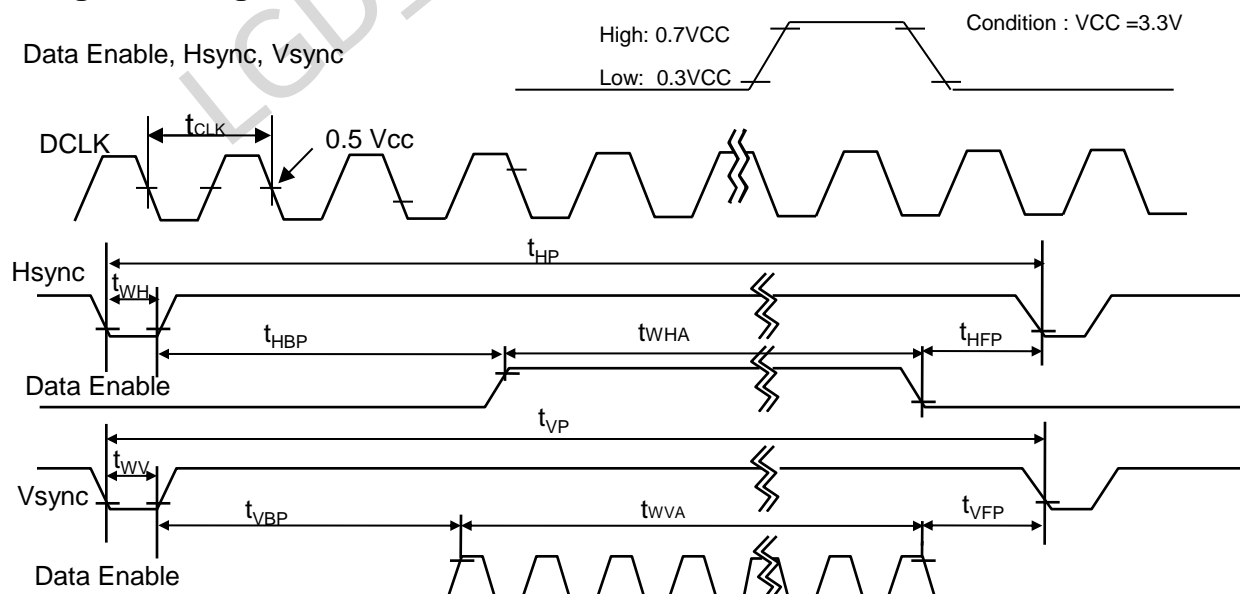 High: 0.7VCC
Condition : VCC =3.3V
Data Enable, Hsync, Vsync
Low: 0.3VCC
LGD
tCLK
DCLK
0.5 Vcc
tHP
Hsync
tWH
tHBP
tWHA
tHFP
Data Enable
tVP
tWV
Vsync
tVBP
tWVA
tVFP
Data Enable